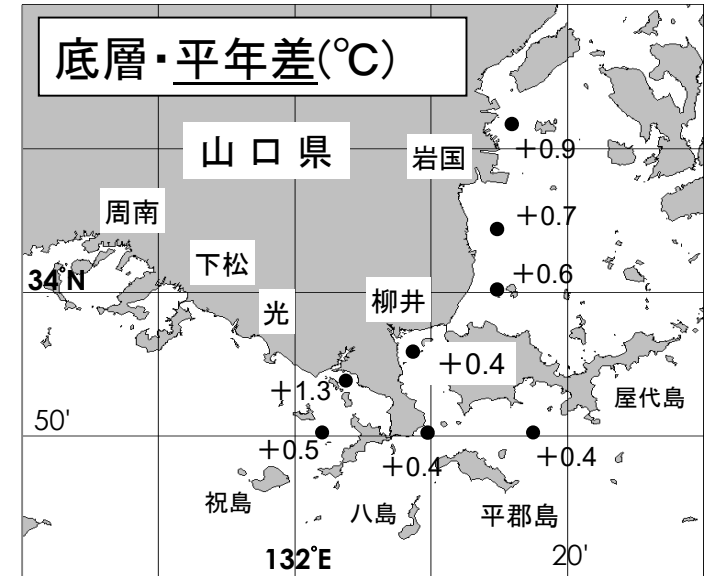 底層・平年差(℃)
山口県
岩国
+0.9
周南
+0.7
下松
+0.6
34°N
柳井
光
+0.4
+1.3
屋代島
50'
+0.5
+0.4
+0.4
祝島
八島
平郡島
132°E
20'